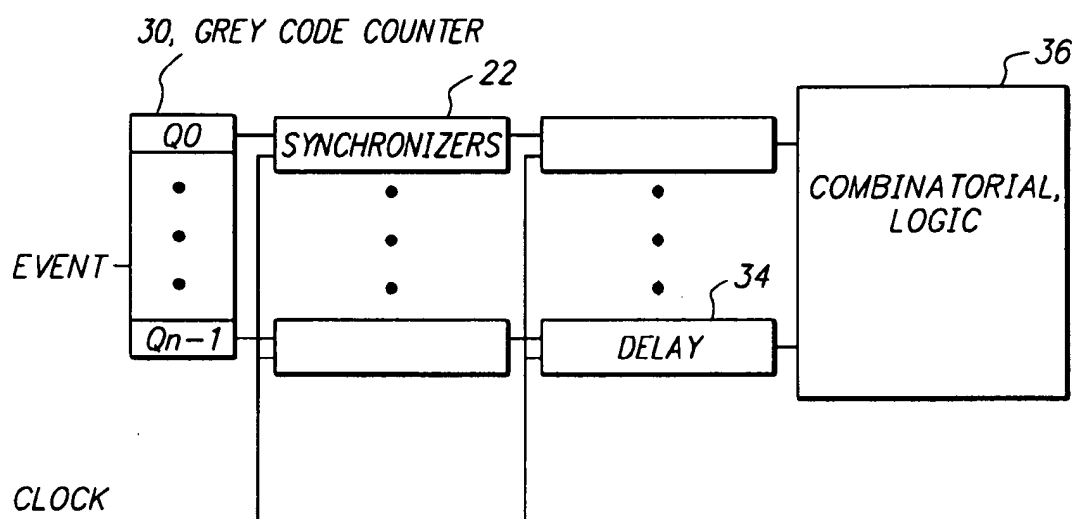 30, GREY CODE COUNTER
22
36
Q0
SYNCHRONIZERS
COMBINATORIAL,
LOGIC
EVENT
34
Qn-1
DELAY
CLOCK